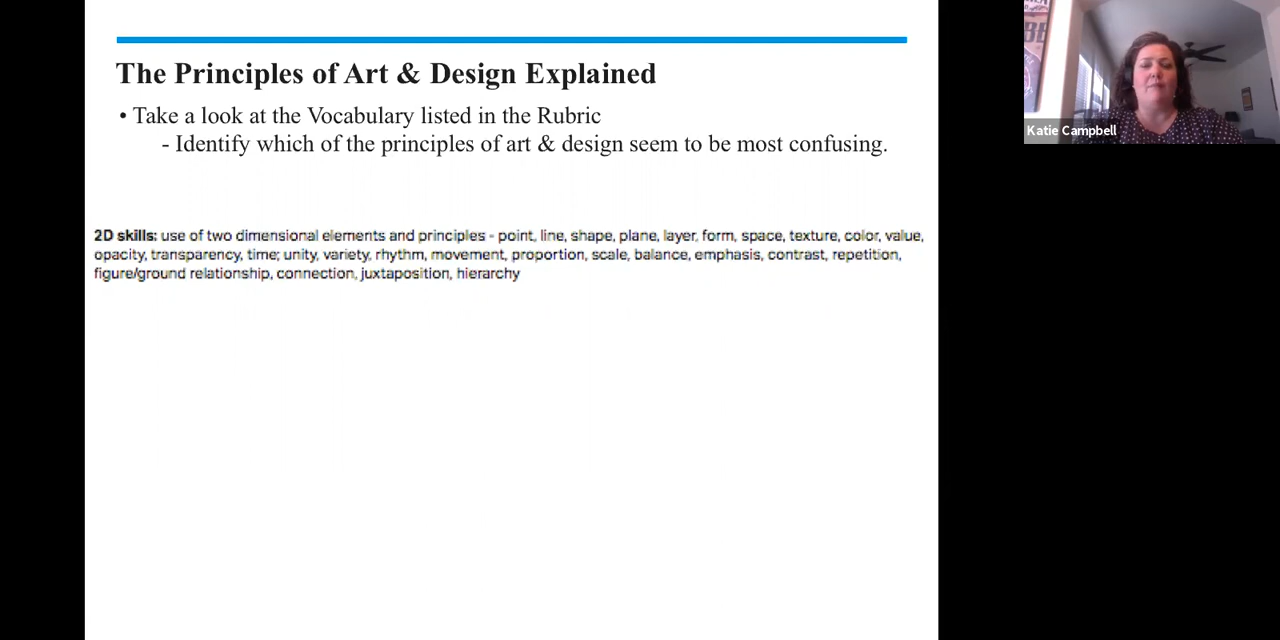 The Principles of Art & Design Explained
• Take a look at the Vocabulary listed in the Rubric
- Identify which of the principles of art & design seem to be most confusing.
2D skills: use of two dimensional elements and principles - point, line, shape, plane, layer, form, space, texture, color, value,
opacity, transparency, time; unity, variety, rhythm, movement, proportion, scale, balance, emphasis, contrast, repetition,
figure/ground relationship, connection, juxtaposition, hierarchy
Katie Campbell